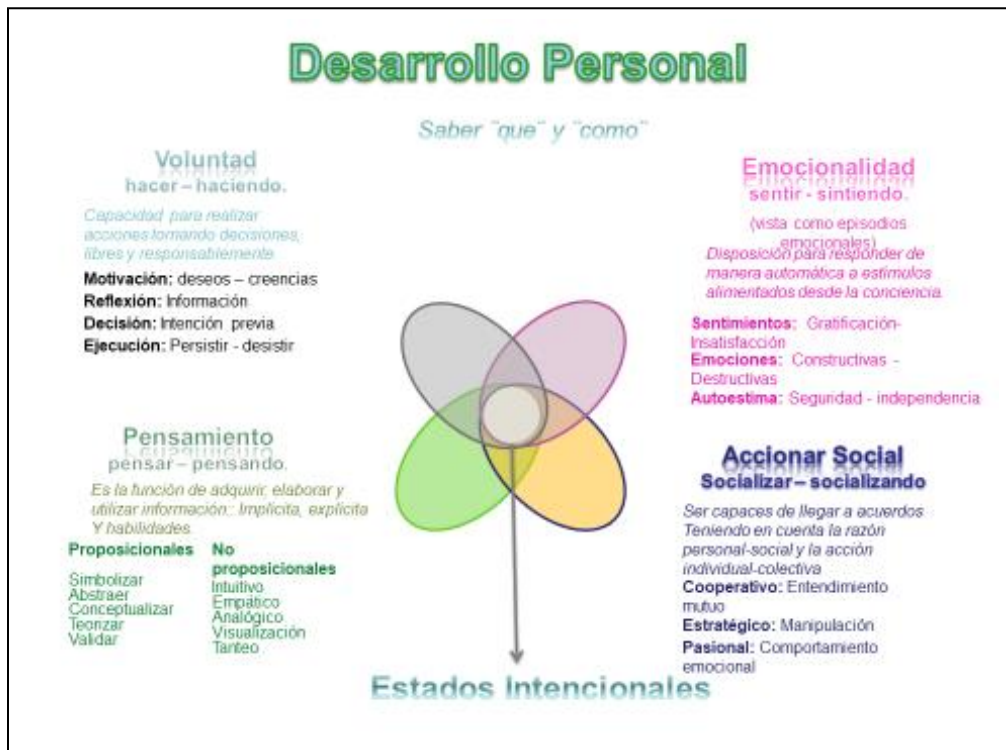 Desarrollo Personal
Saber ¨que¨ y ¨como¨
Voluntad
hacer – haciendo.
Capacidad para realizar
acciones tomando decisiones,
libres y responsablemente
Motivación: deseos – creencias
Reflexión: Información
Decisión: Intención previa
Ejecución: Persistir - desistir
Emocionalidad
sentir - sintiendo.
(vista como episodios
emocionales)
Disposición para responder de
manera automática a estímulos
alimentados desde la conciencia.
Sentimientos: Gratificación-
Insatisfacción
Emociones: Constructivas -
Destructivas
Autoestima: Seguridad - independencia
Pensamiento
pensar – pensando.
Es la función de adquirir, elaborar y
utilizar información:: Implícita, explícita
Y habilidades.
Proposicionales
Simbolizar
Abstraer
Conceptualizar
Teorizar
Validar
No
proposicionales
Intuitivo
Empático
Analógico
Visualización
Tanteo
Accionar Social
Socializar – socializando
Ser capaces de llegar a acuerdos
Teniendo en cuenta la razón
personal-social y la acción
individual-colectiva
Cooperativo: Entendimiento
mutuo
Estratégico: Manipulación
Pasional: Comportamiento
emocional
Estados Intencionales